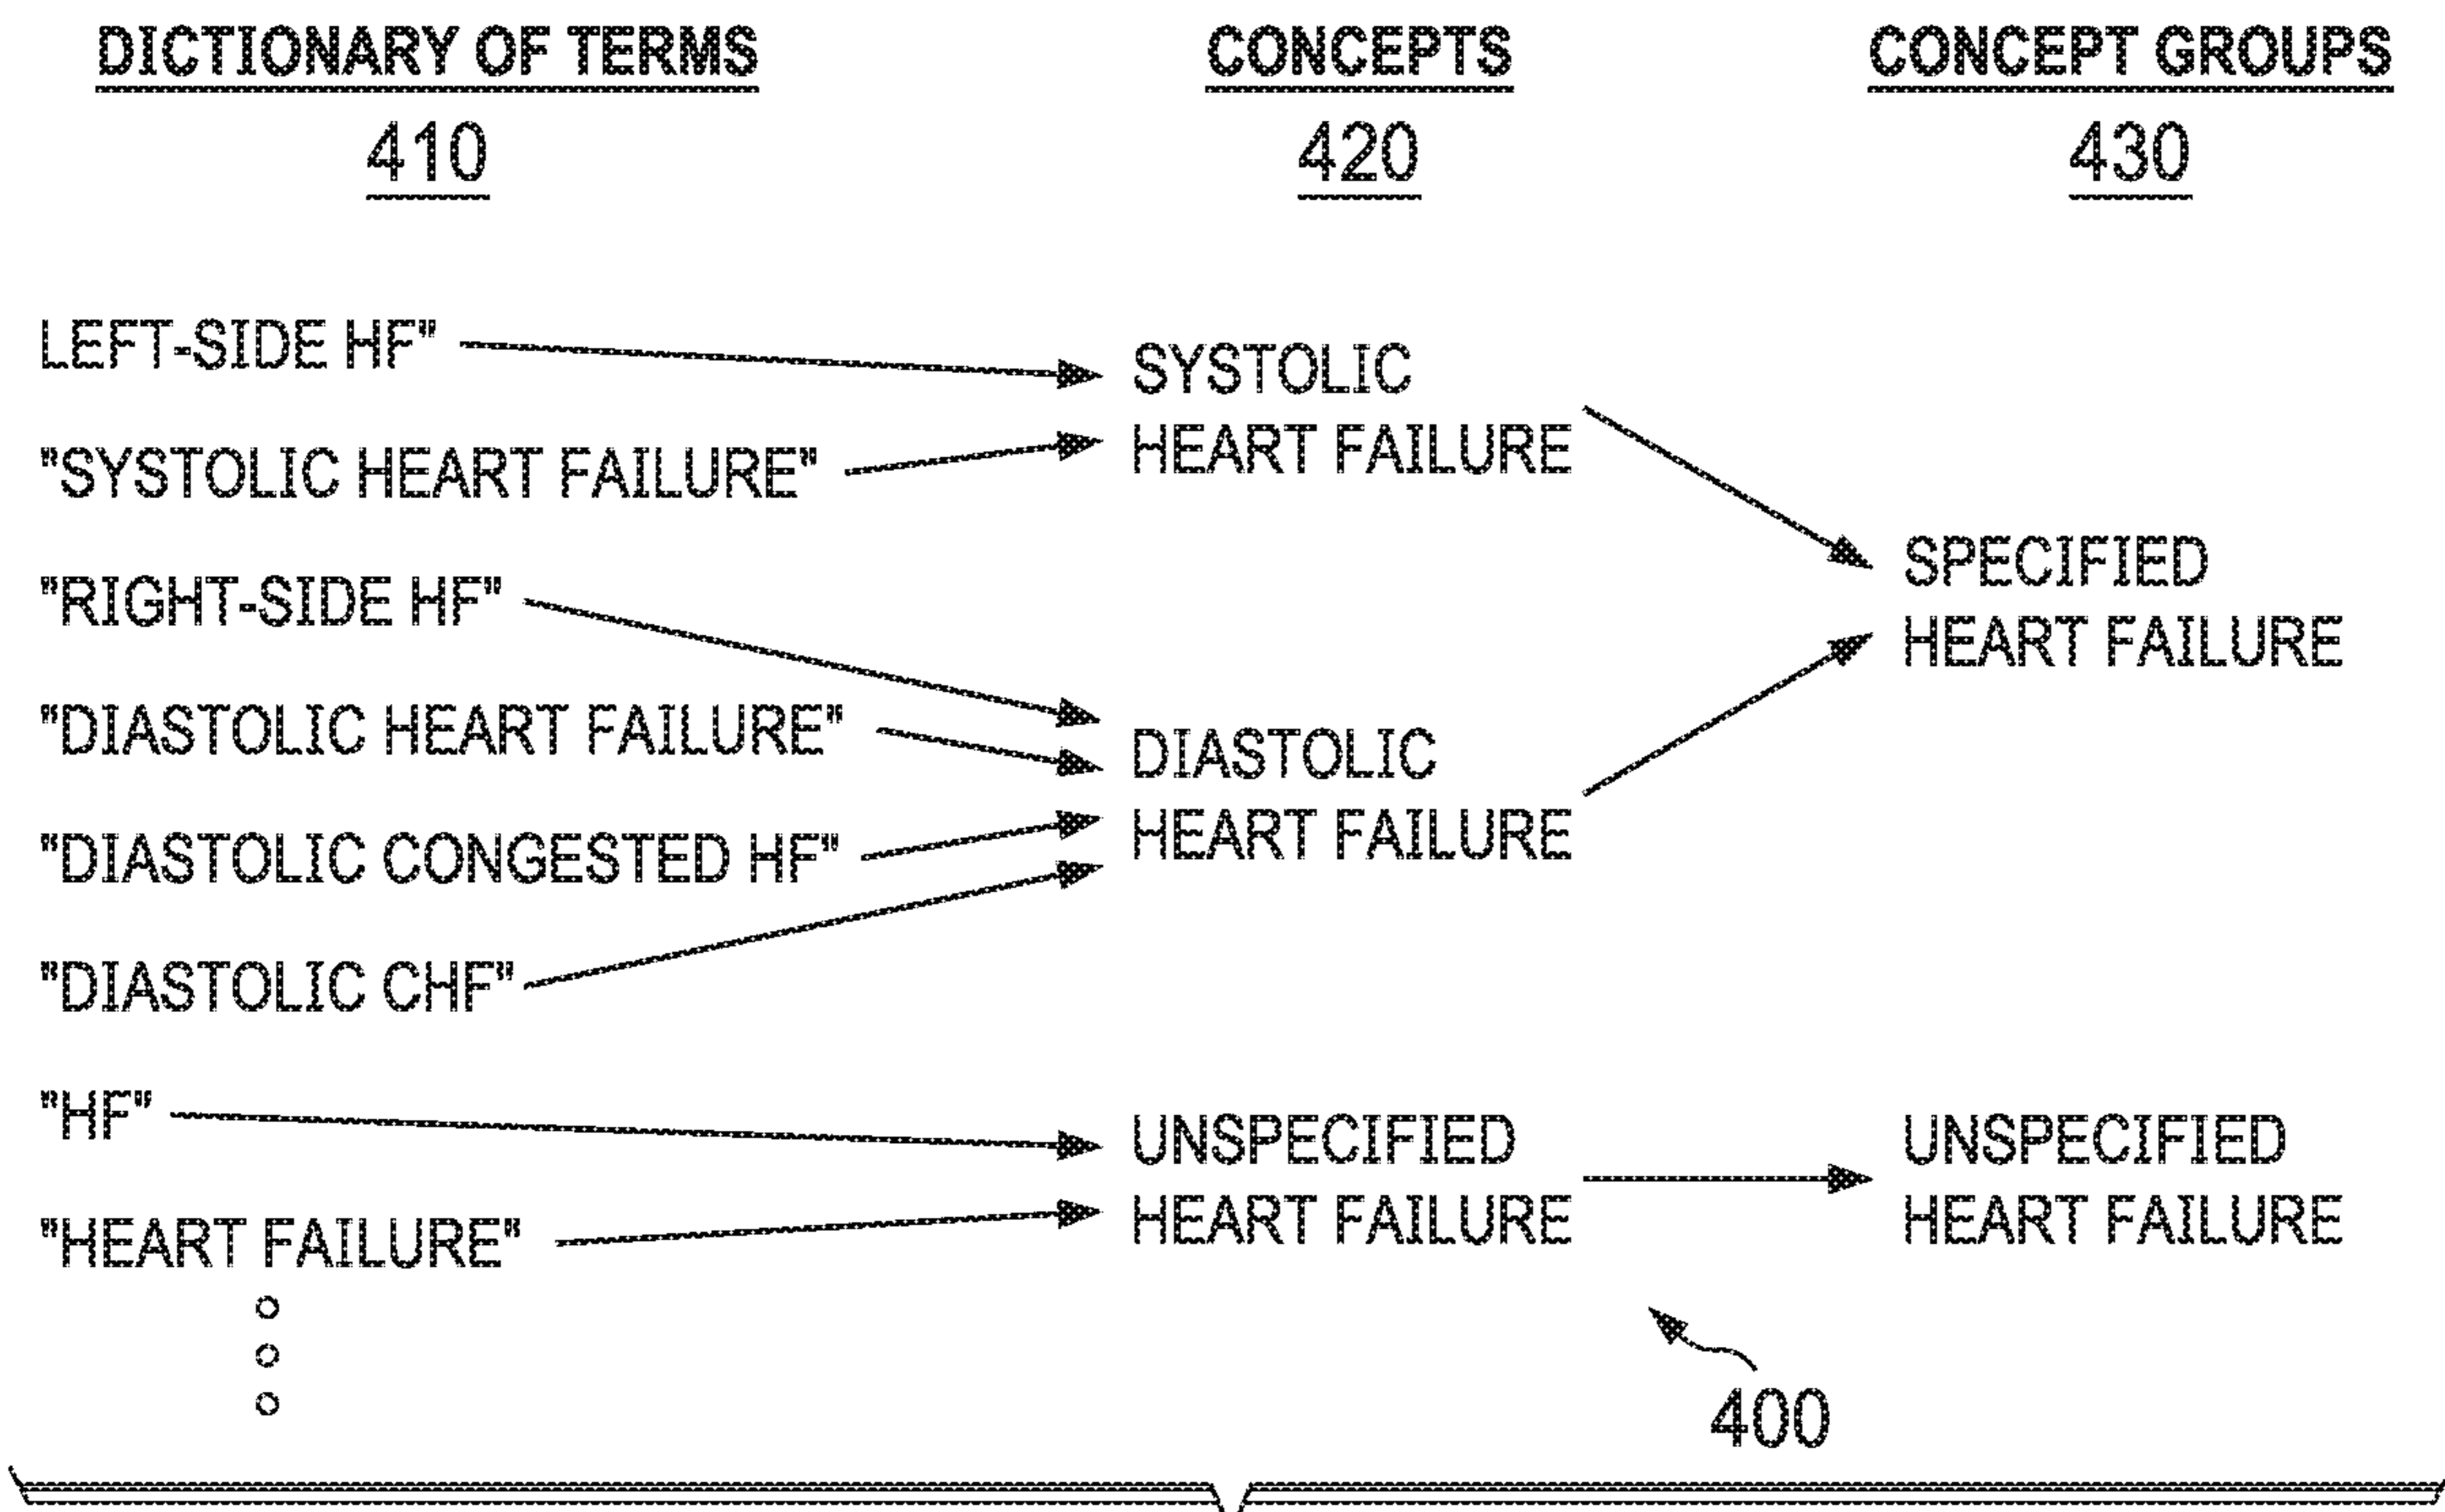 DICTIONARY OF TERMS
410
CONCEPTS
420
CONCEPT GROUPS
430
LEFT-SIDE HF"
"SYSTOLIC HEART FAILURE"
"RIGHT-SIDE HF"
"DIASTOLIC HEART FAILURE"
"DIASTOLIC CONGESTED HF"
"DIASTOLIC CHF"
"HF"
"HEART FAILURE"
SYSTOLIC
HEART FAILURE
DIASTOLIC
HEART FAILURE
UNSPECIFIED
HEART FAILURE
SPECIFIED
HEART FAILURE
UNSPECIFIED
HEART FAILURE
400